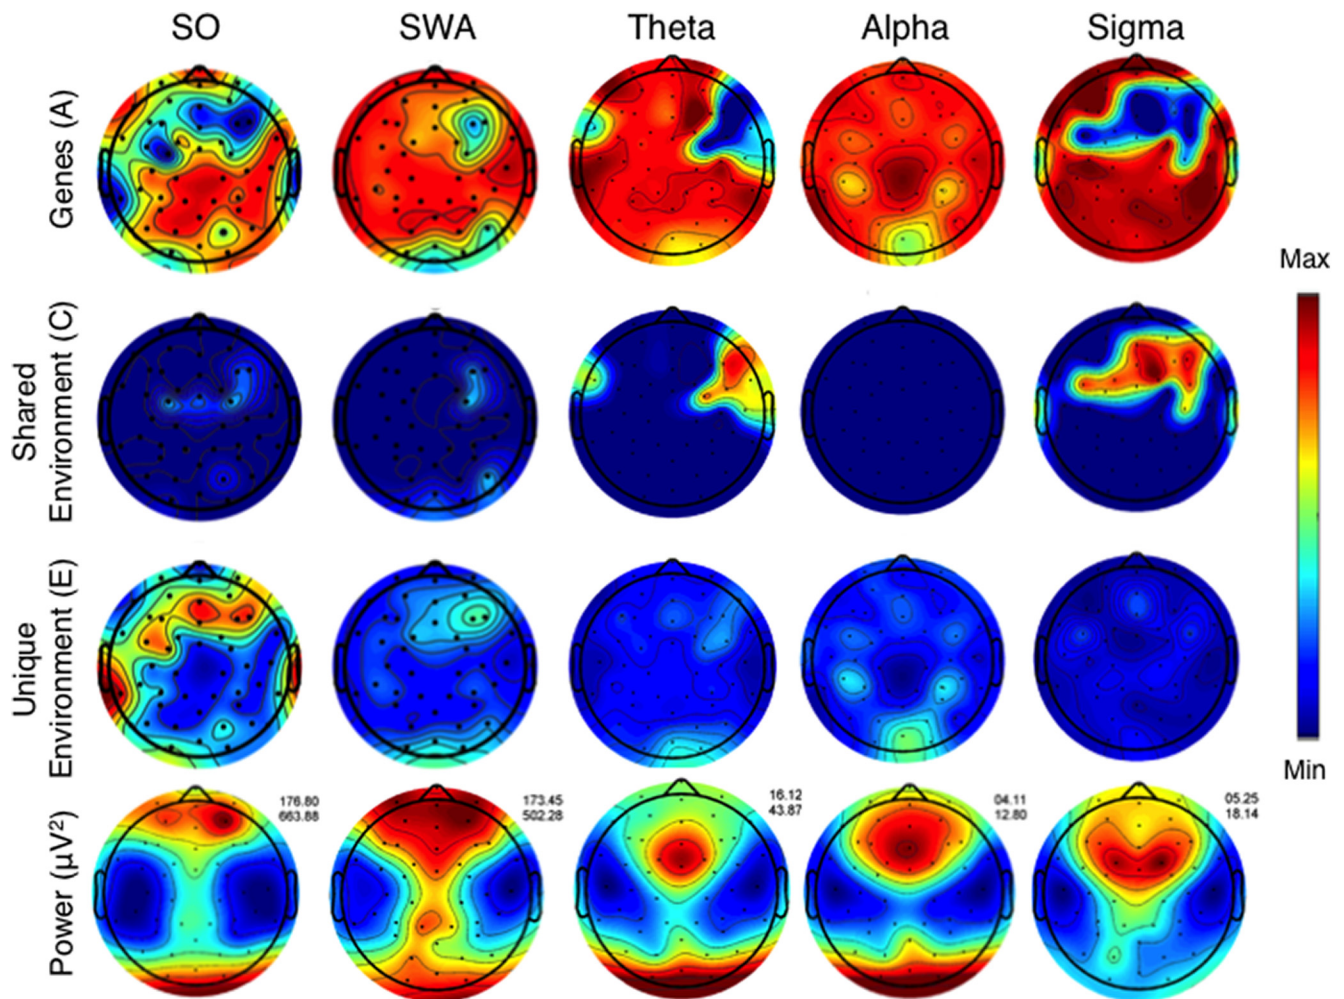 SO SWA Theta Alpha Sigma
Genes (A)
Max
Shared
Environment (C)
Unique
Environment (E)
Min
Power (µV²)
176.80
663.88
173.45
502.28
16.12
43.87
04.11
12.80
05.25
18.14